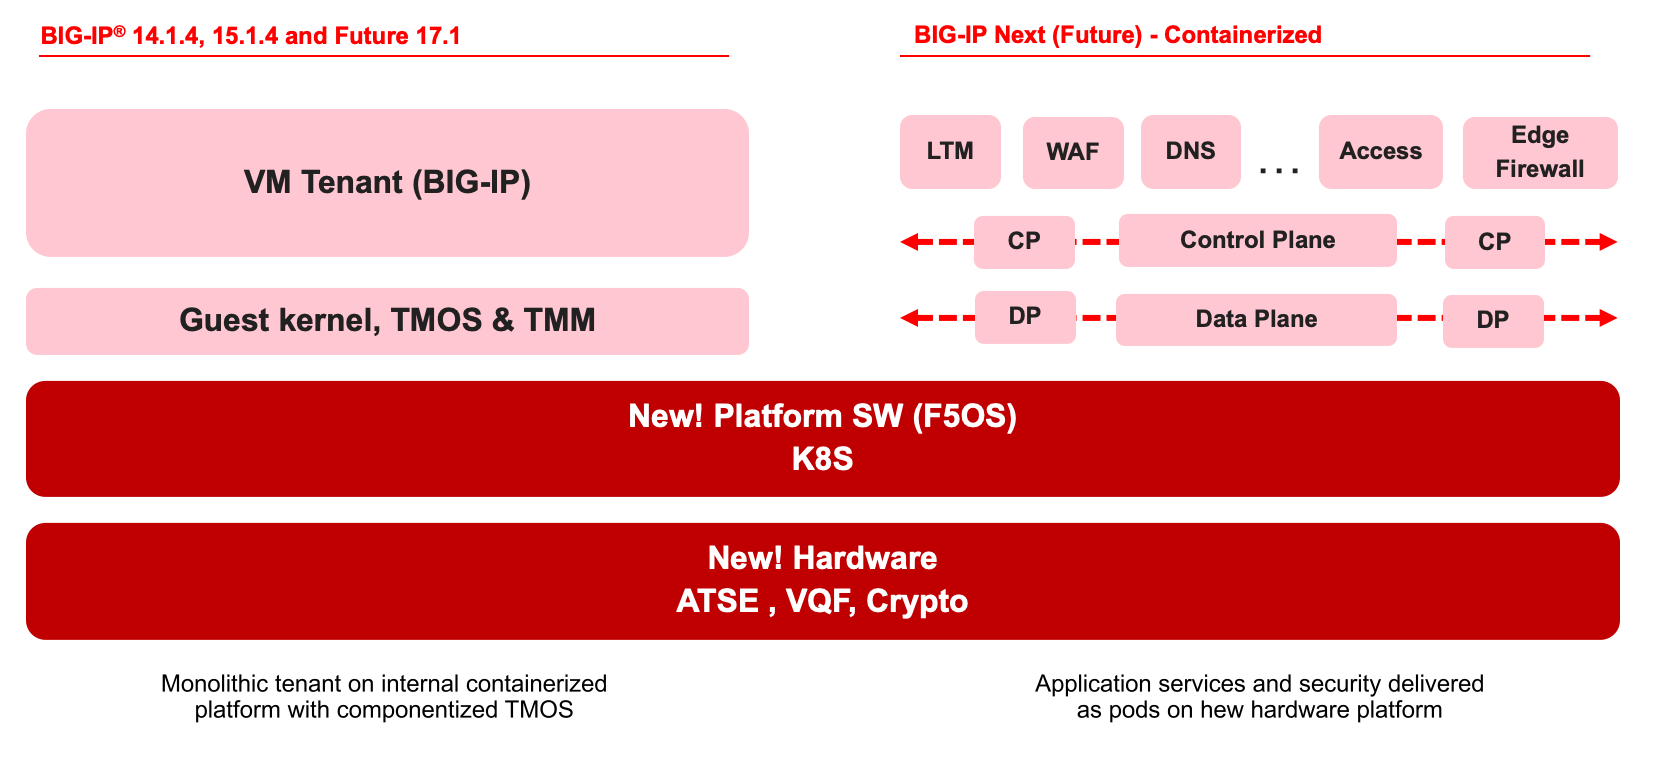 BIG-IP® 14.1.4, 15.1.4 and Future 17.1
VM Tenant (BIG-IP)
Guest kernel, TMOS & TMM
BIG-IP Next (Future) - Containerized
LTM
WAF
DNS
...
Access
Edge
Firewall
CP
Control Plane
CP
DP
Data Plane
DP
New! Platform SW (F5OS)
K8S
New! Hardware
ATSE , VQF, Crypto
Monolithic tenant on internal containerized
platform with componentized TMOS
Application services and security delivered
as pods on hew hardware platform